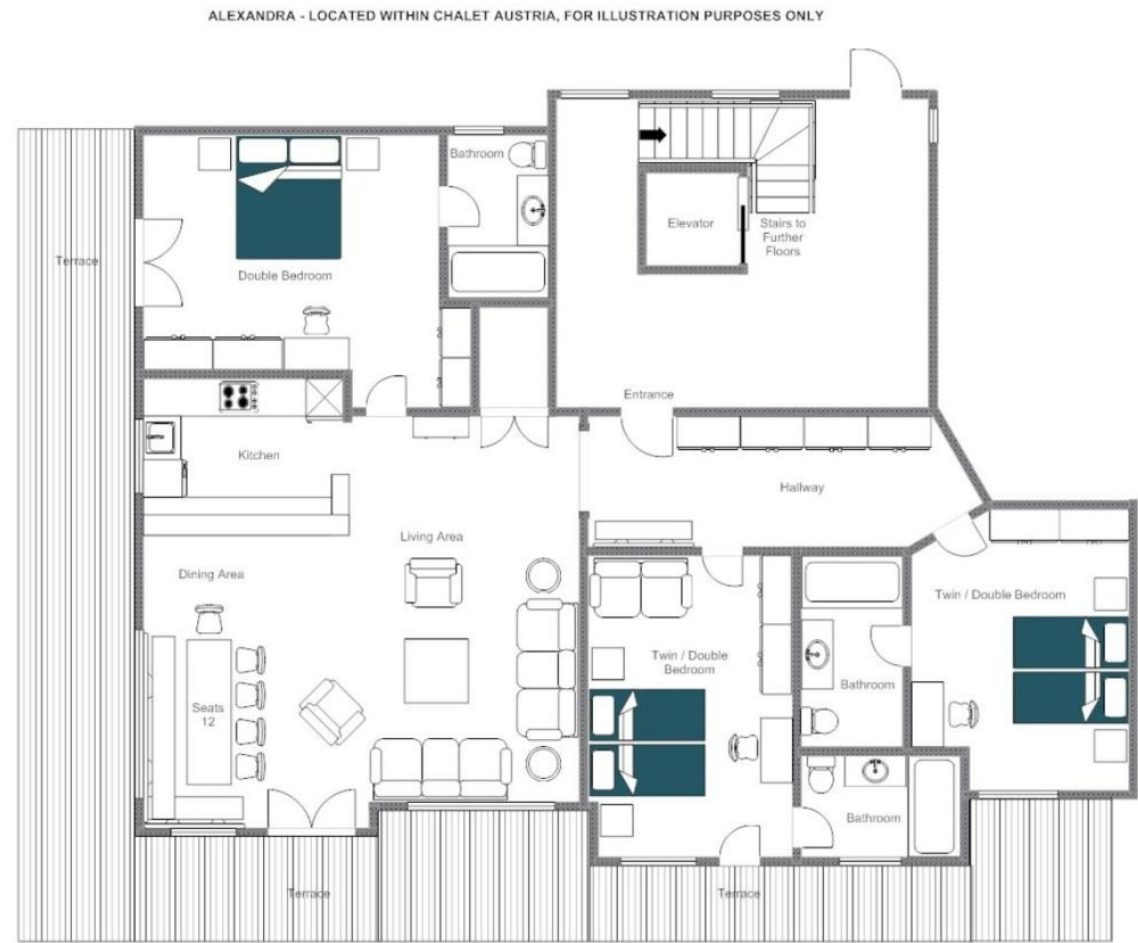 ALEXANDRA - LOCATED WITHIN CHALET AUSTRIA, FOR ILLUSTRATION PURPOSES ONLY
Bathroom
Elevator
Stairs to
Further
Floors
Terrace
Double Bedroom
Entrance
Kitchen
Hallway
Living Area
Dining Area
Twin / Double Bedroom
Twin / Double
Bedroom
Bathroom
Seats
12
Bathroom
Terrace
Terrace